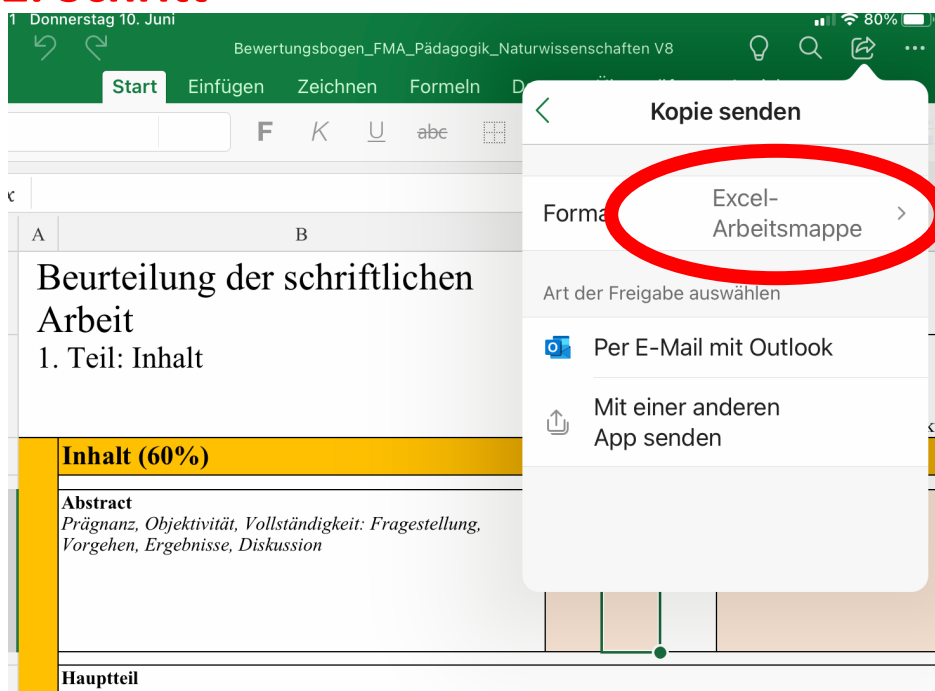 2. Schritt
Donnerstag 10. Juni
80%
Bewertungsbogen_FMA_Pädagogik_Naturwissenschaften V8
Start Einfügen Zeichnen Formeln
F K U abc
Kopie senden
Excel-
Arbeitsmappe
A B
Beurteilung der schriftlichen
Arbeit
1. Teil: Inhalt
Art der Freigabe auswählen
Per E-Mail mit Outlook
Mit einer anderen
App senden
Inhalt (60%)
Abstract
Prägnanz, Objektivität, Vollständigkeit: Fragestellung,
Vorgehen, Ergebnisse, Diskussion
Hauptteil